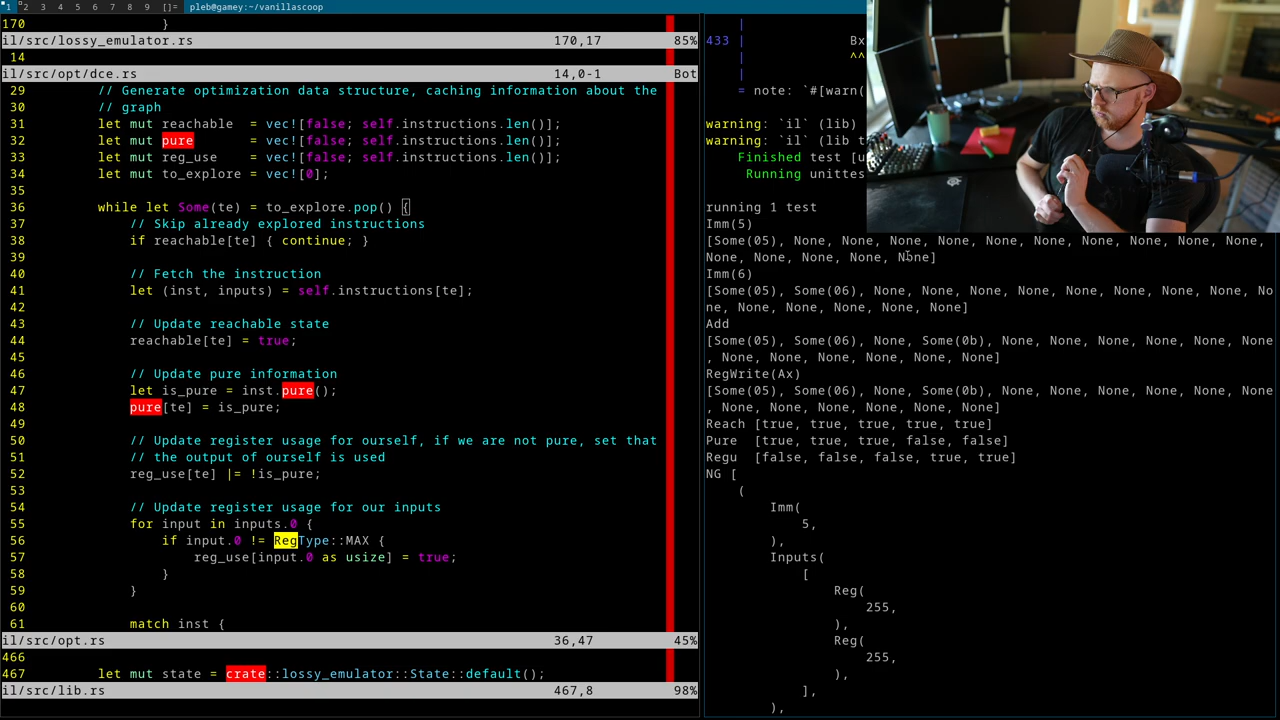 1 2 3 4 5 6 7 8 9 []= pleb@gamey:~/vanillascoop
170                 }
il/src/lossy_emulator.rs 170,17 85%
14
il/src/opt/dce.rs 14,0-1 Bot
29         // Generate optimization data structure, caching information about the
30         // graph
31         let mut reachable  = vec![false; self.instructions.len()];
32         let mut pure       = vec![false; self.instructions.len()];
33         let mut reg_use    = vec![false; self.instructions.len()];
34         let mut to_explore = vec![0];
35
36         while let Some(te) = to_explore.pop() {
37             // Skip already explored instructions
38             if reachable[te] { continue; }
39
40             // Fetch the instruction
41             let (inst, inputs) = self.instructions[te];
42
43             // Update reachable state
44             reachable[te] = true;
45
46             // Update pure information
47             let is_pure = inst.pure();
48             pure[te] = is_pure;
49
50             // Update register usage for ourself, if we are not pure, set that
51             // the output of ourself is used
52             reg_use[te] |= !is_pure;
53
54             // Update register usage for our inputs
55             for input in inputs.0 {
56                 if input.0 != RegType::MAX {
57                     reg_use[input.0 as usize] = true;
58                 }
59             }
60
61             match inst {
il/src/opt.rs 36,47 45%
466
467         let mut state = crate::lossy_emulator::State::default();
il/src/lib.rs 467,8 98%
|
433 |             Bx
|             ^^
|
= note: `#[warn(
warning: `il` (lib)
warning: `il` (lib t
Finished test [u
Running unittes
running 1 test
Imm(5)
[Some(05), None, None, None, None, None, None, None, None, None, None,
None, None, None, None, None]
Imm(6)
[Some(05), Some(06), None, None, None, None, None, None, None, None, No
ne, None, None, None, None, None]
Add
[Some(05), Some(06), None, Some(0b), None, None, None, None, None, None
, None, None, None, None, None, None]
RegWrite(Ax)
[Some(05), Some(06), None, Some(0b), None, None, None, None, None, None
, None, None, None, None, None, None]
Reach [true, true, true, true, true]
Pure  [true, true, true, false, false]
Regu  [false, false, false, true, true]
NG [
(
Imm(
5,
),
Inputs(
[
Reg(
255,
),
Reg(
255,
),
],
),